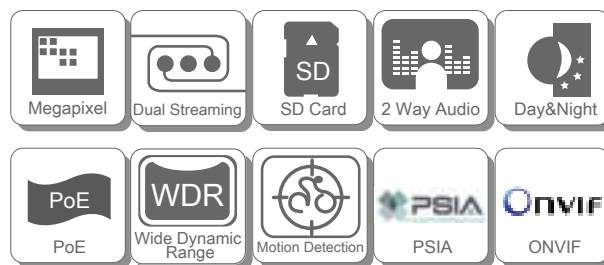 SD
Megapixel
Dual Streaming
SD Card
2 Way Audio
Day&Night
PoE
WDR
PSIA
ONVIF
PoE
Wide Dynamic
Range
Motion Detection
PSIA
ONVIF